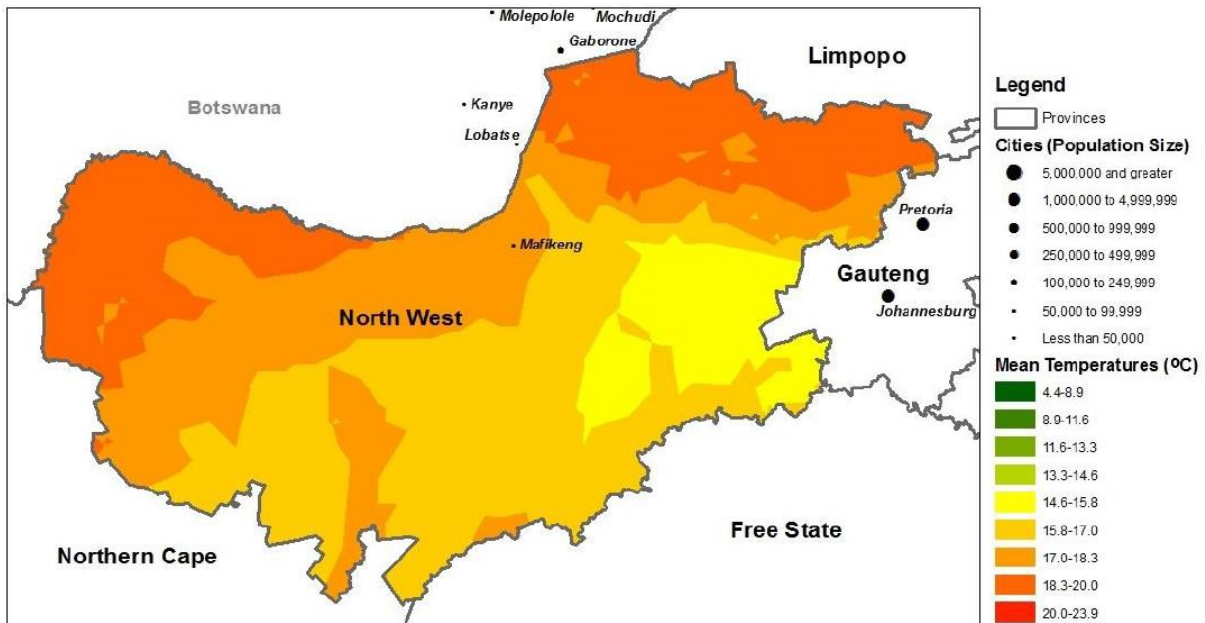 Molepolole
Mochudi
Gaborone
Limpopo
Botswana
Kanye
Lobatse
Pretoria
Mafikeng
Gauteng
Johannesburg
North West
Free State
Northern Cape
Legend
Provinces
Cities (Population Size)
5,000,000 and greater
1,000,000 to 4,999,999
500,000 to 999,999
250,000 to 499,999
100,000 to 249,999
50,000 to 99,999
Less than 50,000
Mean Temperatures (ºC)
4.4-8.9
8.9-11.6
11.6-13.3
13.3-14.6
14.6-15.8
15.8-17.0
17.0-18.3
18.3-20.0
20.0-23.9